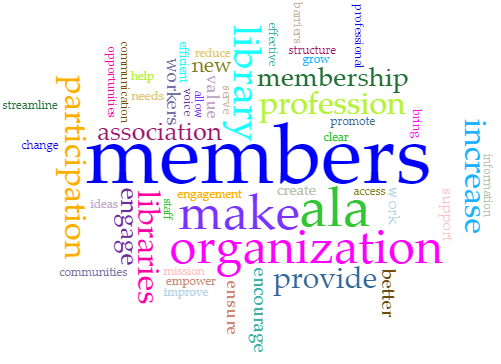 barriers
effective
professional
library
communication
opportunities
efficient
reduce
structure
grow
new
workers
help
membership
participation
needs
voice
allow
value
serve
profession
streamline
association
promote
bring
increase
clear
change
members
information
engage
libraries
ideas
staff
engagement
create
access
work
support
make
ala
organization
communities
mission
empower
improve
ensure
encourage
provide
better